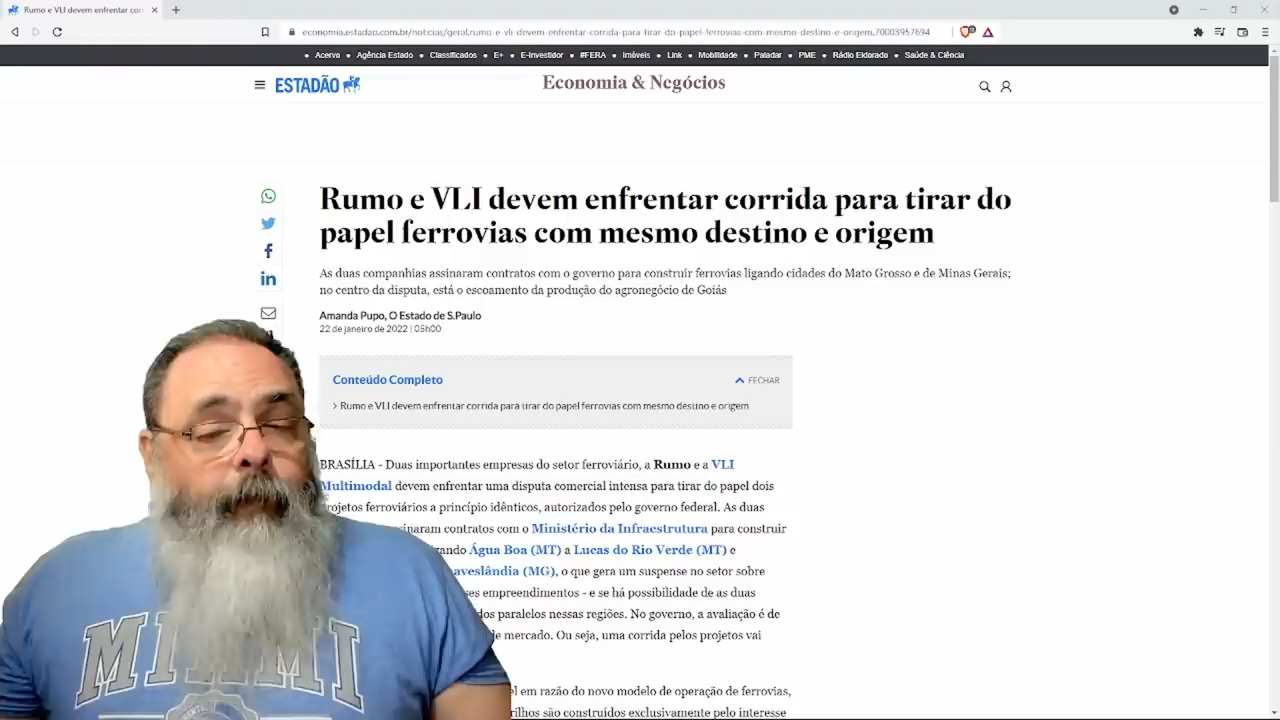 Rumo e VLI devem enfrentar corr
economia.estadao.com.br/noticias/geral,rumo-e-vli-devem-enfrentar-corrida-para-tirar-do-papel-ferrovias-com-mesmo-destino-e-origem,70003957694
Acervo • Agência Estado • Classificados • E+ • E-Investidor • #FERA • Imóveis • Link • Mobilidade • Paladar • PME • Rádio Eldorado • Saúde & Ciência
ESTADÃO
Economia & Negócios
Rumo e VLI devem enfrentar corrida para tirar do
papel ferrovias com mesmo destino e origem
As duas companhias assinaram contratos com o governo para construir ferrovias ligando cidades do Mato Grosso e de Minas Gerais;
no centro da disputa, está o escoamento da produção do agronegócio de Goiás
Amanda Pupo, O Estado de S.Paulo
22 de janeiro de 2022 | 05h00
Conteúdo Completo
FECHAR
> Rumo e VLI devem enfrentar corrida para tirar do papel ferrovias com mesmo destino e origem
BRASÍLIA - Duas importantes empresas do setor ferroviário, a Rumo e a VLI
Multimodal devem enfrentar uma disputa comercial intensa para tirar do papel dois
projetos ferroviários a princípio idênticos, autorizados pelo governo federal. As duas
sinaram contratos com o Ministério da Infraestrutura para construir
gando Água Boa (MT) a Lucas do Rio Verde (MT) e
aveslândia (MG), o que gera um suspense no setor sobre
ses empreendimentos - e se há possibilidade de as duas
dos paralelos nessas regiões. No governo, a avaliação é de
de mercado. Ou seja, uma corrida pelos projetos vai
el em razão do novo modelo de operação de ferrovias,
rilhos são construídos exclusivamente pelo interesse
MIAMI